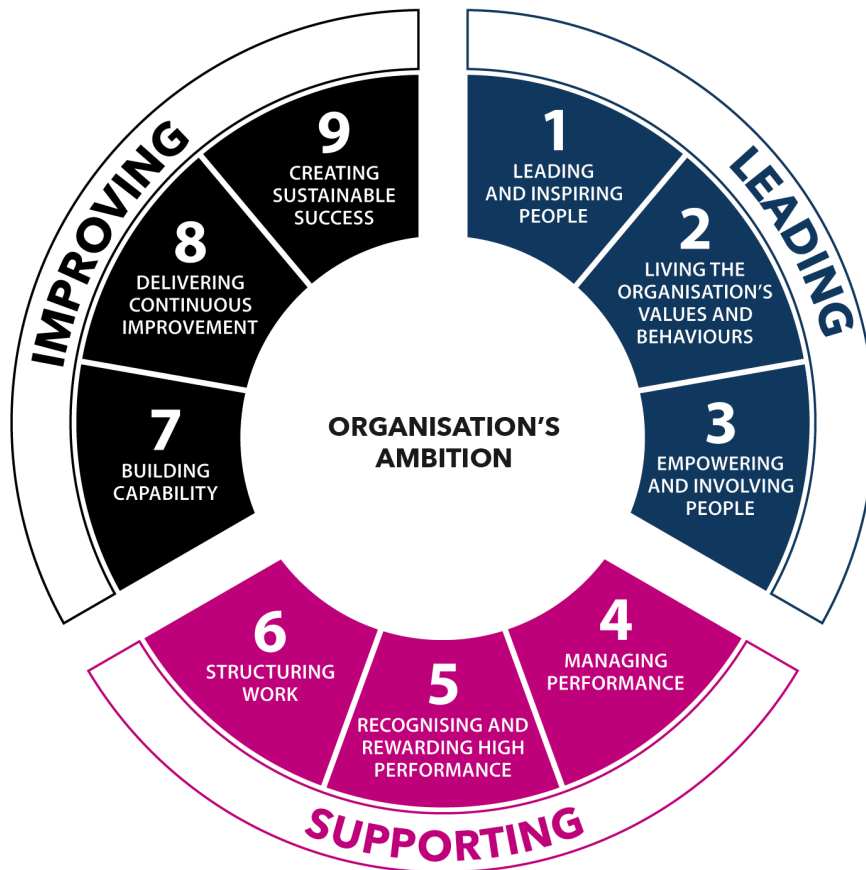 LEADING
1
LEADING
AND INSPIRING
PEOPLE
2
LIVING THE
ORGANISATION’S
VALUES AND
BEHAVIOURS
3
EMPOWERING
AND INVOLVING
PEOPLE
SUPPORTING
4
MANAGING
PERFORMANCE
5
RECOGNISING AND
REWARDING HIGH
PERFORMANCE
6
STRUCTURING
WORK
IMPROVING
7
BUILDING
CAPABILITY
8
DELIVERING
CONTINUOUS
IMPROVEMENT
9
CREATING
SUSTAINABLE
SUCCESS
ORGANISATION’S
AMBITION